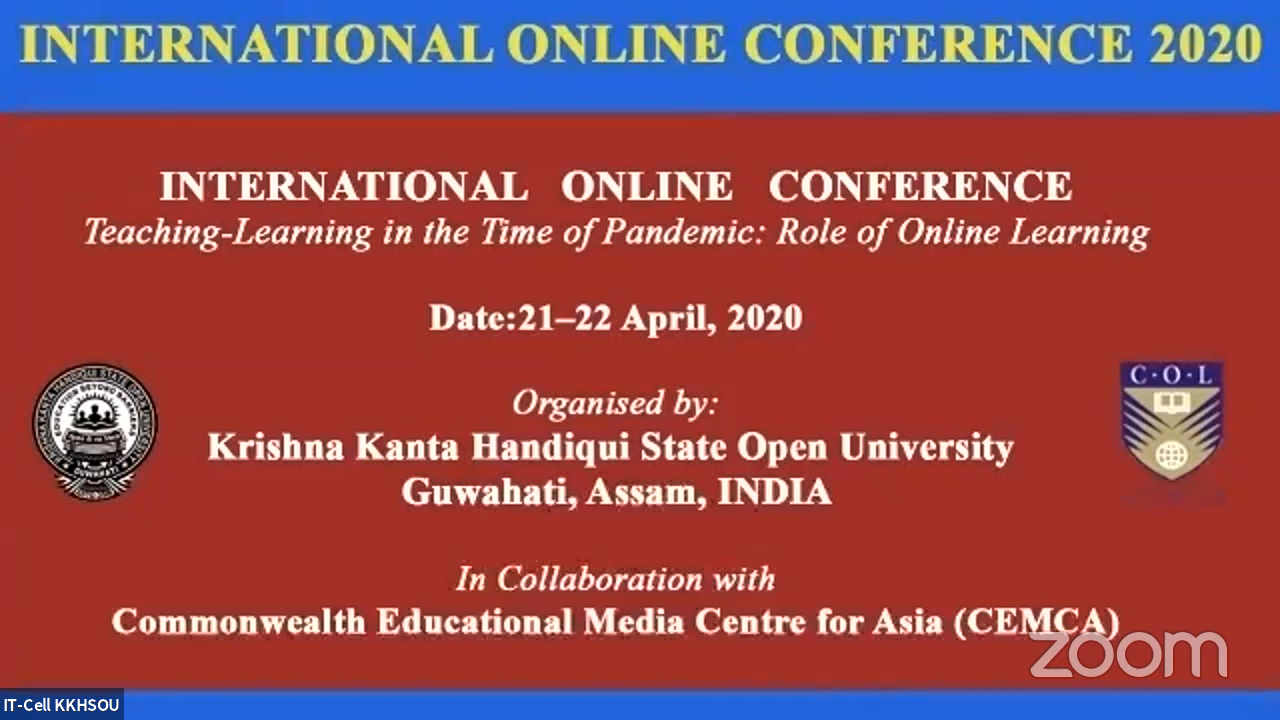 INTERNATIONAL ONLINE CONFERENCE 2020
INTERNATIONAL ONLINE CONFERENCE
Teaching-Learning in the Time of Pandemic: Role of Online Learning
Date:21–22 April, 2020
Organised by:
Krishna Kanta Handiqui State Open University
Guwahati, Assam, INDIA
C·O·L
In Collaboration with
Commonwealth Educational Media Centre for Asia (CEMCA)
zoom
IT-Cell KKHSOU